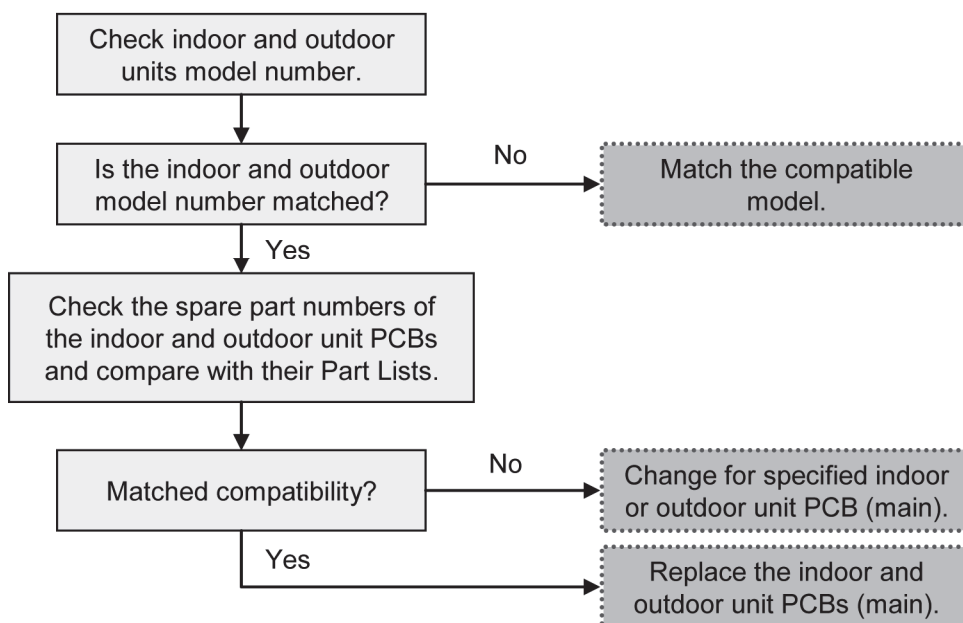 Check indoor and outdoor
units model number.
Is the indoor and outdoor
model number matched?
No
Match the compatible
model.
Yes
Check the spare part numbers of
the indoor and outdoor unit PCBs
and compare with their Part Lists.
Matched compatibility?
No
Change for specified indoor
or outdoor unit PCB (main).
Yes
Replace the indoor and
outdoor unit PCBs (main).